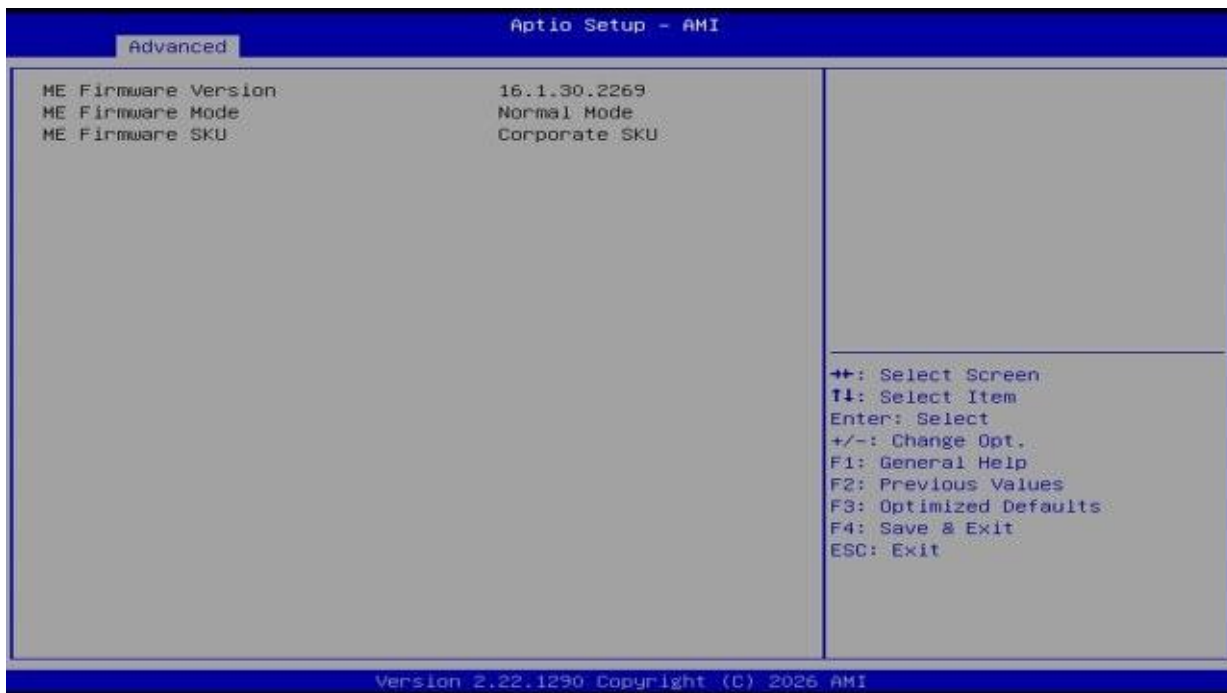 Aptio Setup – AMI
Advanced
ME Firmware Version 16.1.30.2269
ME Firmware Mode Normal Mode
ME Firmware SKU Corporate SKU
→←: Select Screen
↑↓: Select Item
Enter: Select
+/-: Change Opt.
F1: General Help
F2: Previous Values
F3: Optimized Defaults
F4: Save & Exit
ESC: Exit
Version 2.22.1290 Copyright (C) 2026 AMI